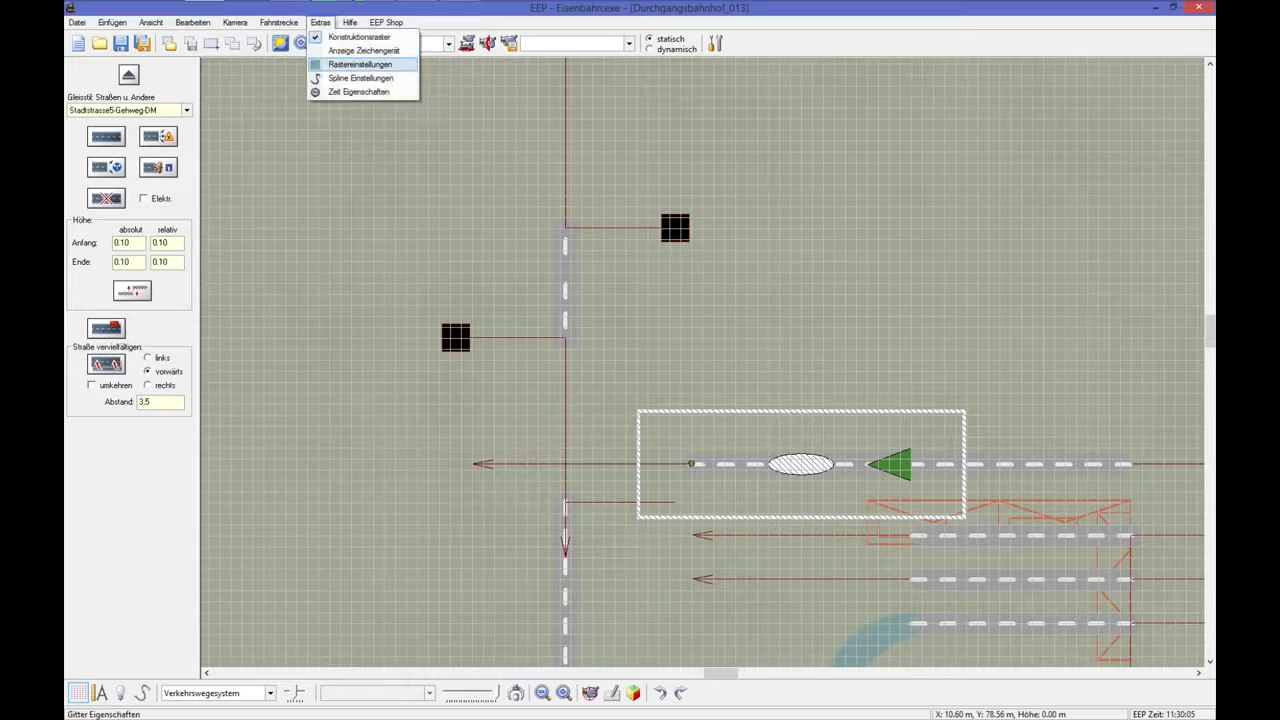 EEP - Eisenbahn.exe - [Durchgangsbahnhof_013]
Datei Einfügen Ansicht Bearbeiten Kamera Fahrstrecke Extras Hilfe EEP Shop
Konstruktionsraster
Anzeige Zeichengerät
Rastereinstellungen
Spline Einstellungen
Zeit Eigenschaften
statisch
dynamisch
Gleisstil: Straßen u. Andere
Stadtstrasse5-Gehweg-DM
Elektr.
Höhe:
absolut relativ
Anfang: 0.10 0.10
Ende: 0.10 0.10
Straße vervielfältigen:
links
vorwärts
umkehren rechts
Abstand: 3,5
Verkehrswegesystem
Gitter Eigenschaften
X: 10.60 m, Y: 78.56 m, Höhe: 0.00 m
EEP Zeit: 11:30:05